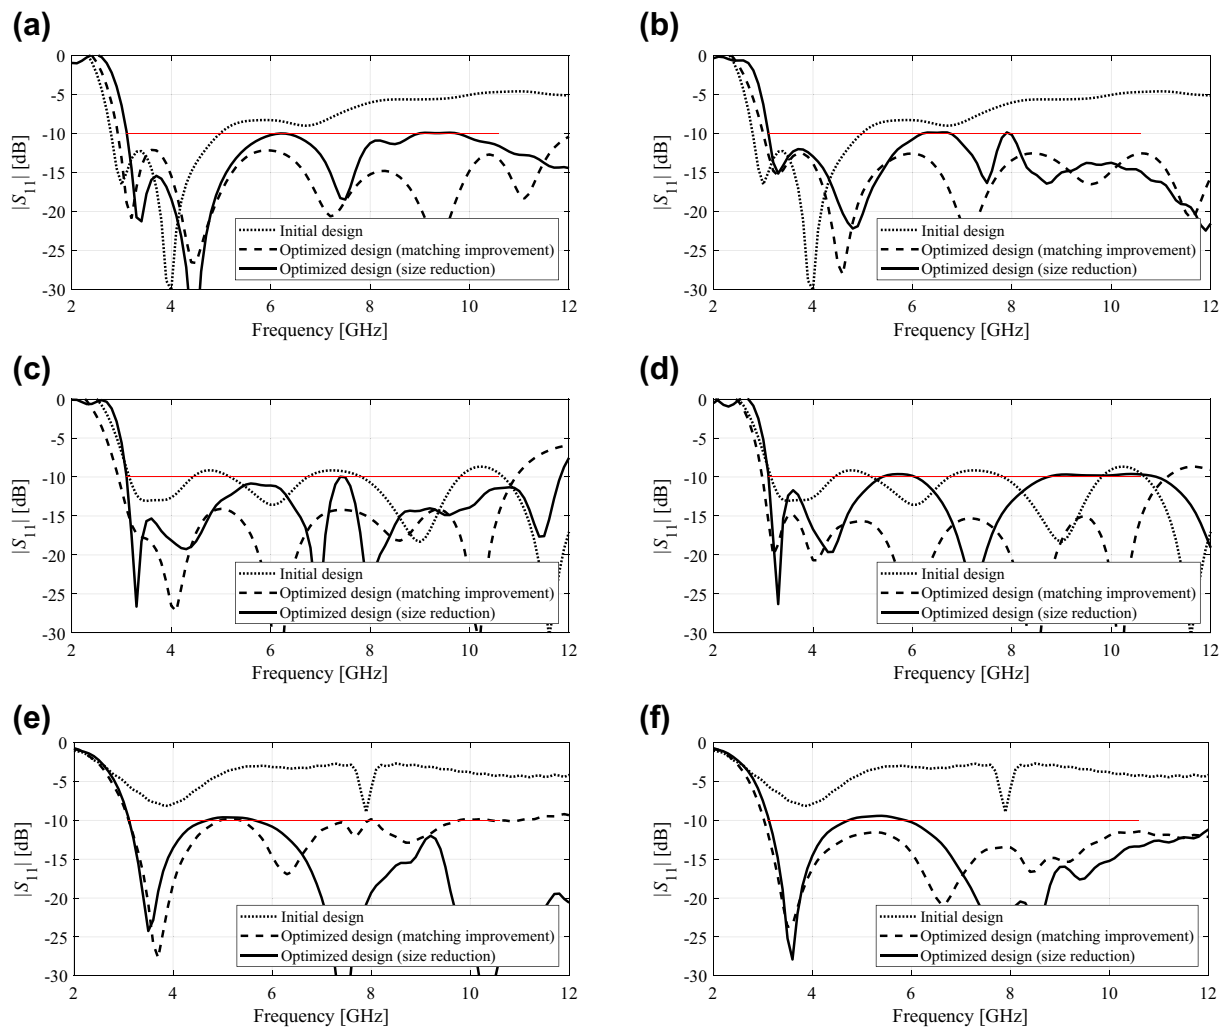 (a)
(b)
0
-5
-10
-15
-20
-25
-30
|S11| [dB]
2
4
6
8
10
12
Frequency [GHz]
Initial design
Optimized design (matching improvement)
Optimized design (size reduction)
0
-5
-10
-15
-20
-25
-30
|S11| [dB]
2
4
6
8
10
12
Frequency [GHz]
Initial design
Optimized design (matching improvement)
Optimized design (size reduction)
(c)
(d)
0
-5
-10
-15
-20
-25
-30
|S11| [dB]
2
4
6
8
10
12
Frequency [GHz]
Initial design
Optimized design (matching improvement)
Optimized design (size reduction)
0
-5
-10
-15
-20
-25
-30
|S11| [dB]
2
4
6
8
10
12
Frequency [GHz]
Initial design
Optimized design (matching improvement)
Optimized design (size reduction)
(e)
(f)
0
-5
-10
-15
-20
-25
-30
|S11| [dB]
2
4
6
8
10
12
Frequency [GHz]
Initial design
Optimized design (matching improvement)
Optimized design (size reduction)
0
-5
-10
-15
-20
-25
-30
|S11| [dB]
2
4
6
8
10
12
Frequency [GHz]
Initial design
Optimized design (matching improvement)
Optimized design (size reduction)